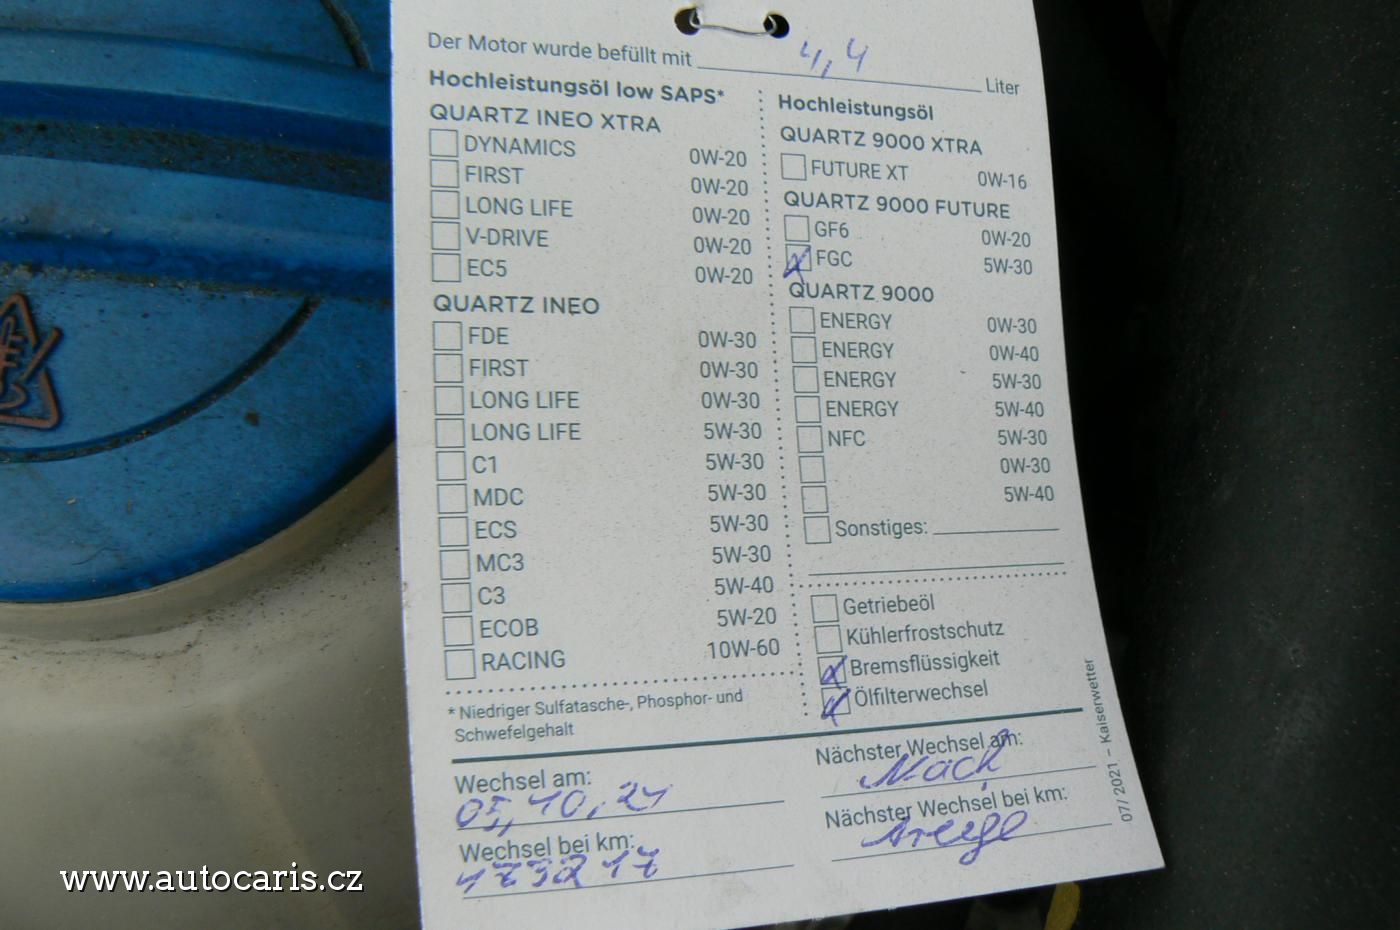 Der Motor wurde befüllt mit 4,4 Liter
Hochleistungsöl low SAPS*
QUARTZ INEO XTRA
DYNAMICS 0W-20
FIRST 0W-20
LONG LIFE 0W-20
V-DRIVE 0W-20
EC5 0W-20
QUARTZ INEO
FDE 0W-30
FIRST 0W-30
LONG LIFE 0W-30
LONG LIFE 5W-30
C1 5W-30
MDC 5W-30
ECS 5W-30
MC3 5W-30
C3 5W-40
ECOB 5W-20
RACING 10W-60
* Niedriger Sulfatasche-, Phosphor- und
Schwefelgehalt
Hochleistungsöl
QUARTZ 9000 XTRA
FUTURE XT 0W-16
QUARTZ 9000 FUTURE
GF6 0W-20
x FGC 5W-30
QUARTZ 9000
ENERGY 0W-30
ENERGY 0W-40
ENERGY 5W-30
ENERGY 5W-40
NFC 5W-30
0W-30
5W-40
Sonstiges:
Getriebeöl
Kühlerfrostschutz
x Bremsflüssigkeit
x Ölfilterwechsel
Wechsel am:
05,10,21
Wechsel bei km:
173217
Nächster Wechsel am:
Nach
Nächster Wechsel bei km:
Anzeige
07/2021 – Kaiserwetter
www.autocaris.cz